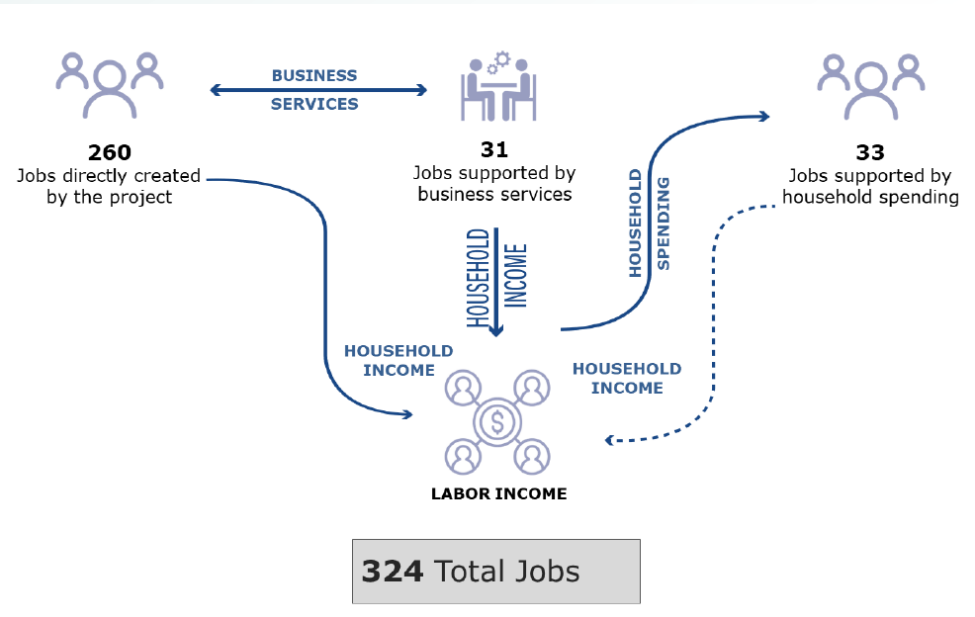 BUSINESS
SERVICES
260
Jobs directly created
by the project
31
Jobs supported by
business services
33
Jobs supported by
household spending
HOUSEHOLD
SPENDING
HOUSEHOLD
INCOME
HOUSEHOLD
INCOME
HOUSEHOLD
INCOME
$
LABOR INCOME
324 Total Jobs